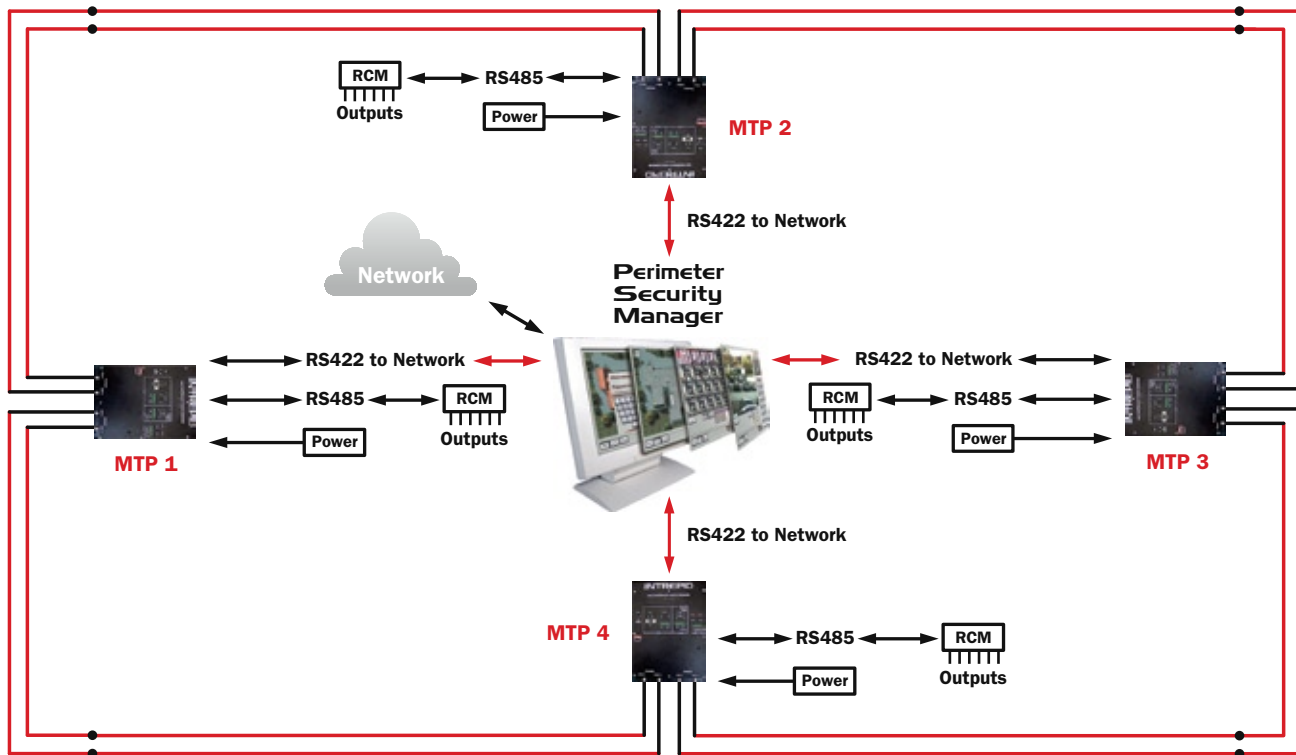 RCM
RS485
Outputs
Power
MTP 2
RS422 to Network
Network
Perimeter
Security
Manager
RS422 to Network
RS485
RCM
Outputs
Power
MTP 1
RS422 to Network
RCM
RS485
Outputs
Power
MTP 3
RS422 to Network
INTREPID
MTP 4
RS485
RCM
Outputs
Power